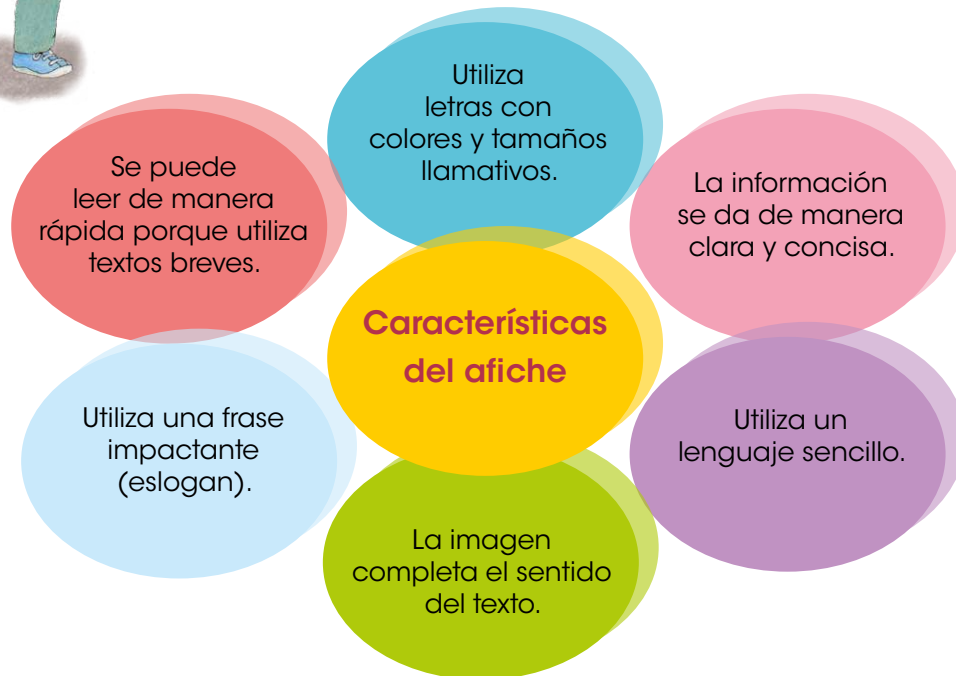 Utiliza
letras con
colores y tamaños
llamativos.
Se puede
leer de manera
rápida porque utiliza
textos breves.
La información
se da de manera
clara y concisa.
Características
del afiche
Utiliza una frase
impactante
(eslogan).
Utiliza un
lenguaje sencillo.
La imagen
completa el sentido
del texto.